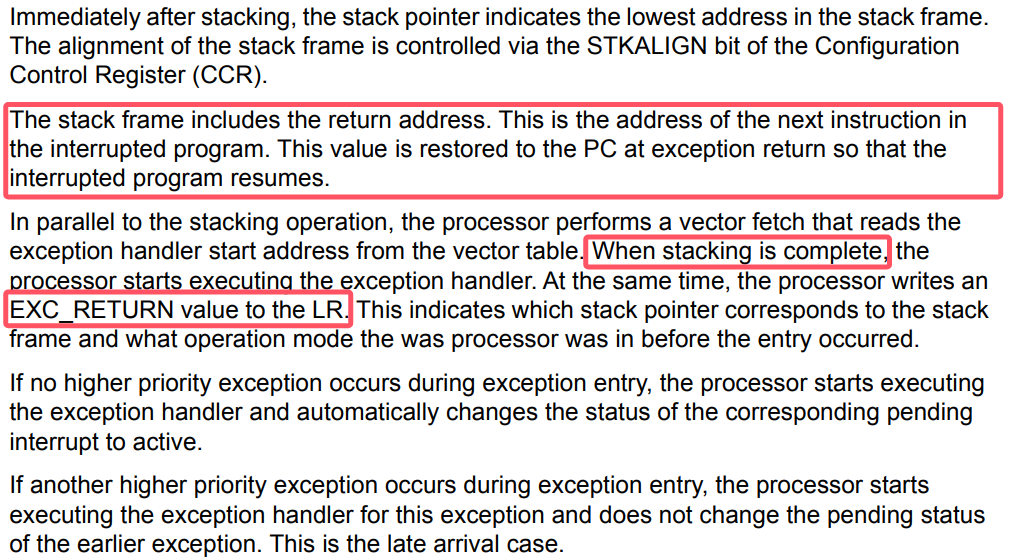 Immediately after stacking, the stack pointer indicates the lowest address in the stack frame.
The alignment of the stack frame is controlled via the STKALIGN bit of the Configuration
Control Register (CCR).
The stack frame includes the return address. This is the address of the next instruction in
the interrupted program. This value is restored to the PC at exception return so that the
interrupted program resumes.
In parallel to the stacking operation, the processor performs a vector fetch that reads the
exception handler start address from the vector table. When stacking is complete, the
processor starts executing the exception handler. At the same time, the processor writes an
EXC_RETURN value to the LR. This indicates which stack pointer corresponds to the stack
frame and what operation mode the was processor was in before the entry occurred.
If no higher priority exception occurs during exception entry, the processor starts executing
the exception handler and automatically changes the status of the corresponding pending
interrupt to active.
If another higher priority exception occurs during exception entry, the processor starts
executing the exception handler for this exception and does not change the pending status
of the earlier exception. This is the late arrival case.